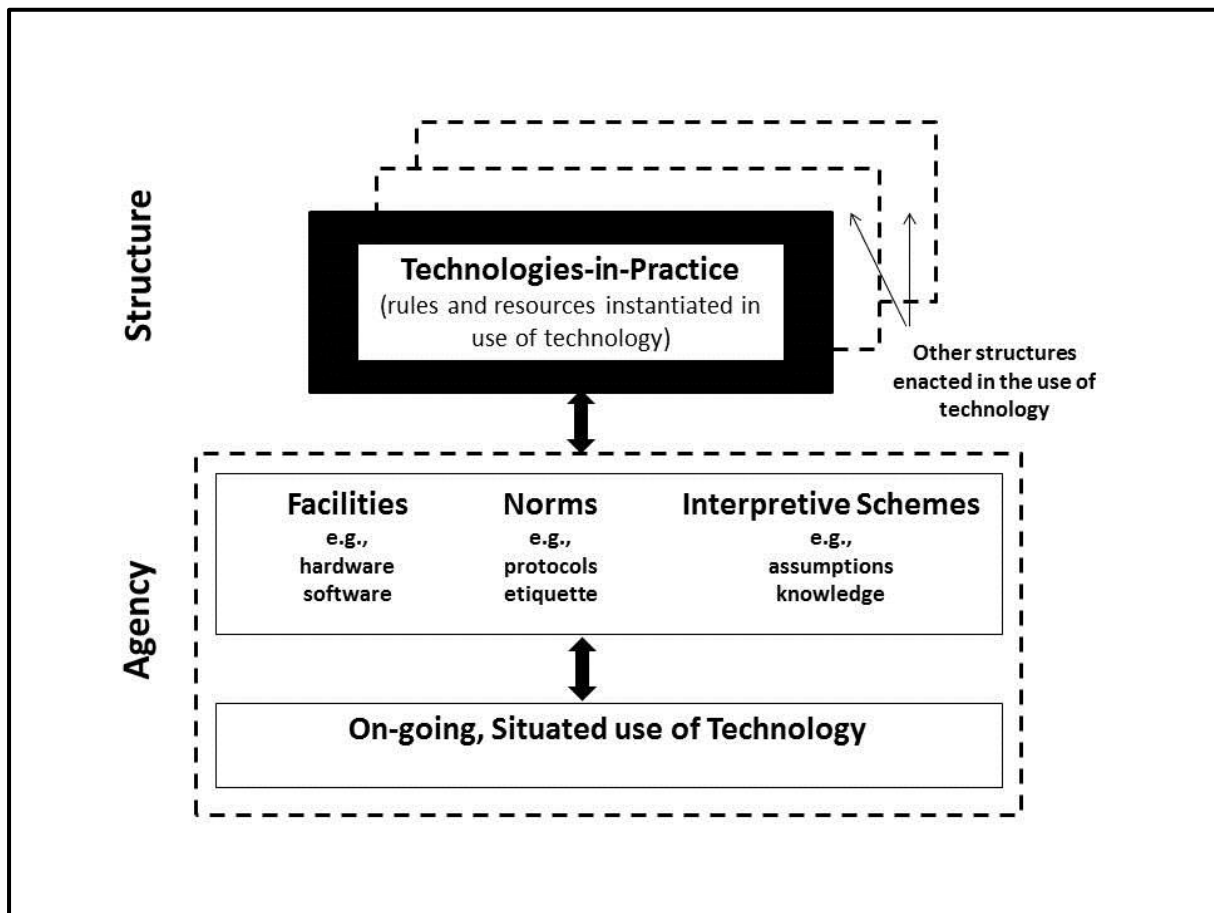 Structure
Technologies-in-Practice
(rules and resources instantiated in
use of technology)
Other structures
enacted in the use of
technology
Agency
Facilities
e.g.,
hardware
software
Norms
e.g.,
protocols
etiquette
Interpretive Schemes
e.g.,
assumptions
knowledge
On-going, Situated use of Technology